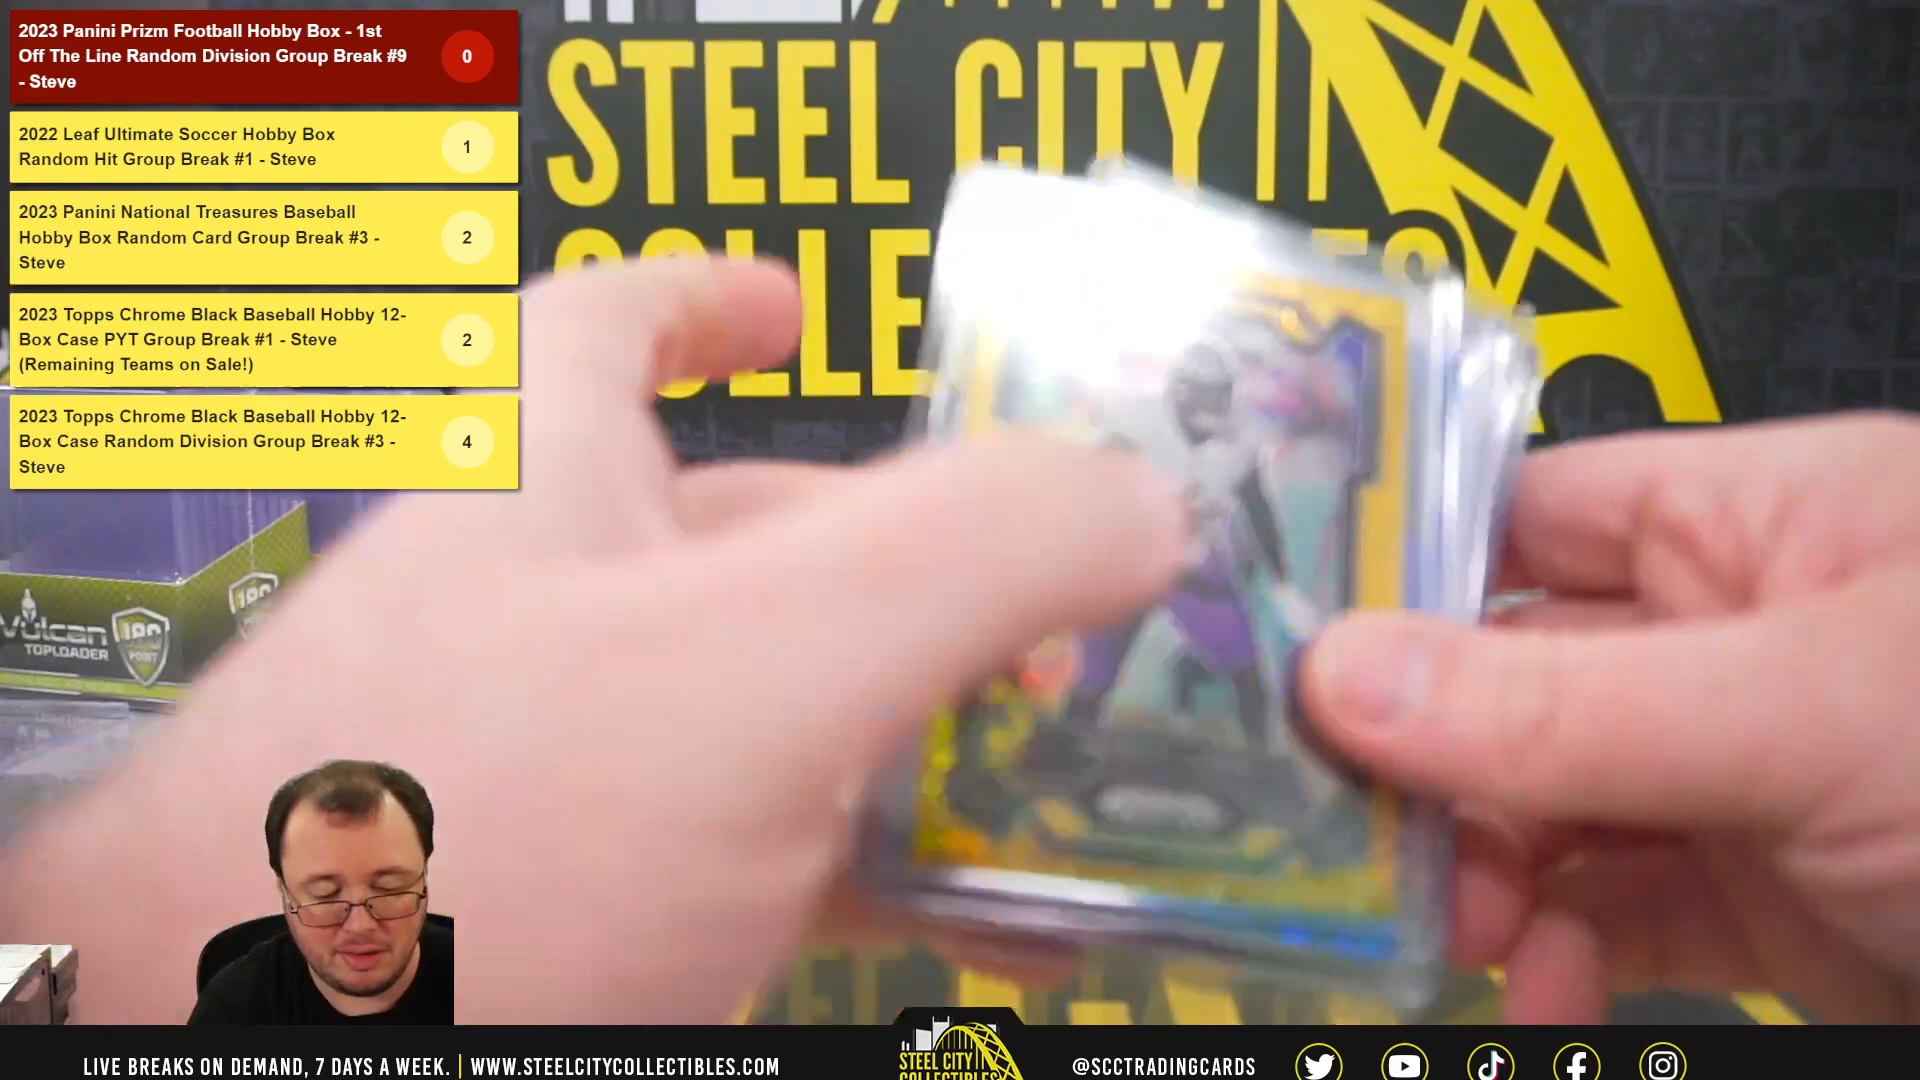 2023 Panini Prizm Football Hobby Box - 1st
Off The Line Random Division Group Break #9
- Steve
0
2022 Leaf Ultimate Soccer Hobby Box
Random Hit Group Break #1 - Steve
1
2023 Panini National Treasures Baseball
Hobby Box Random Card Group Break #3 -
Steve
2
2023 Topps Chrome Black Baseball Hobby 12-
Box Case PYT Group Break #1 - Steve
(Remaining Teams on Sale!)
2
2023 Topps Chrome Black Baseball Hobby 12-
Box Case Random Division Group Break #3 -
Steve
4
STEEL CITY
Vulcan
TOPLOADER
180
POINT
180
LIVE BREAKS ON DEMAND, 7 DAYS A WEEK. | WWW.STEELCITYCOLLECTIBLES.COM
STEEL CITY
COLLECTIBLES
@SCCTRADINGCARDS